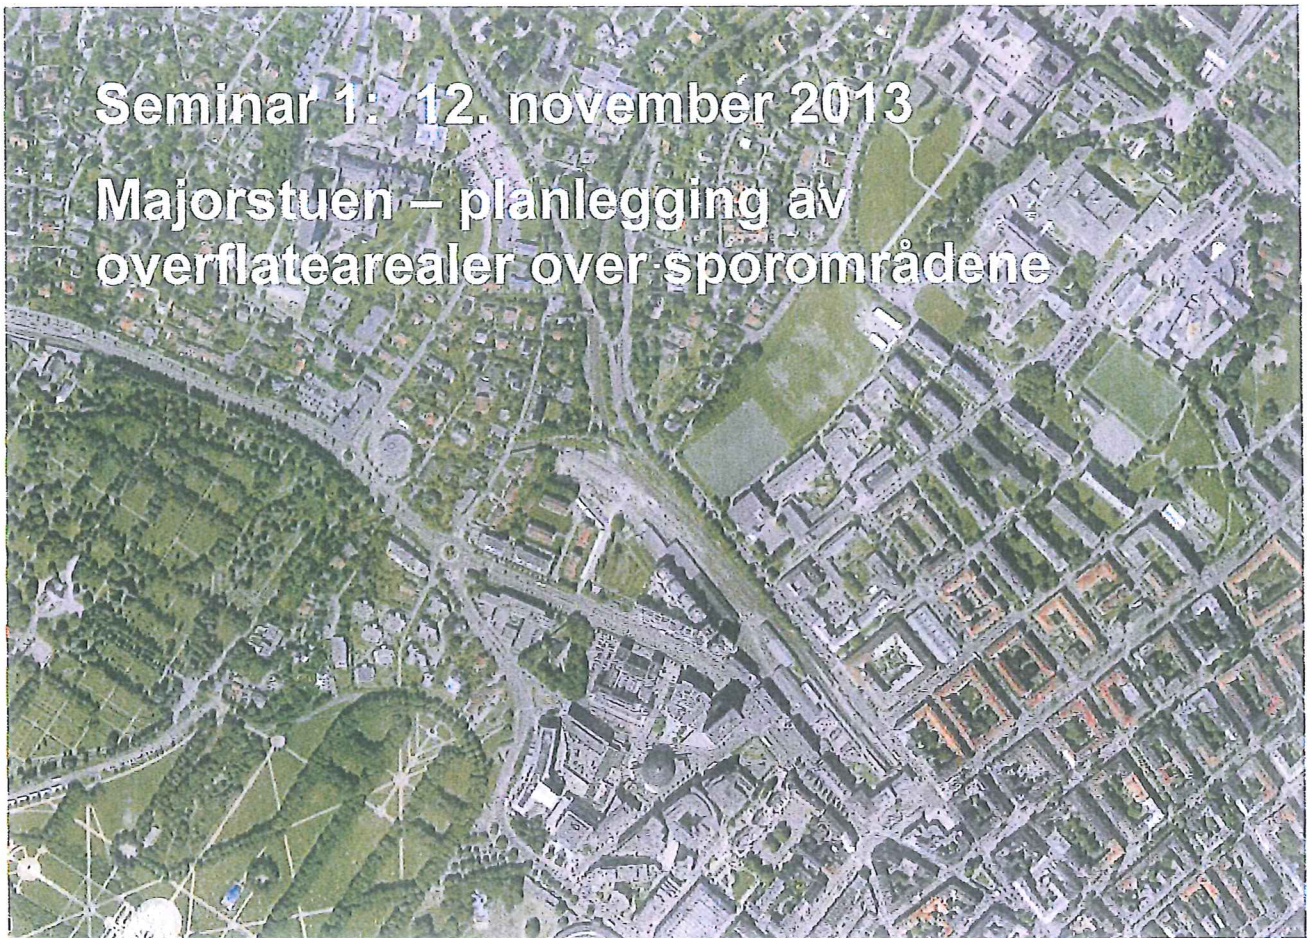 Seminar 1: 12. november 2013
Majorstuen – planlegging av
overflatearealer over sporområdene